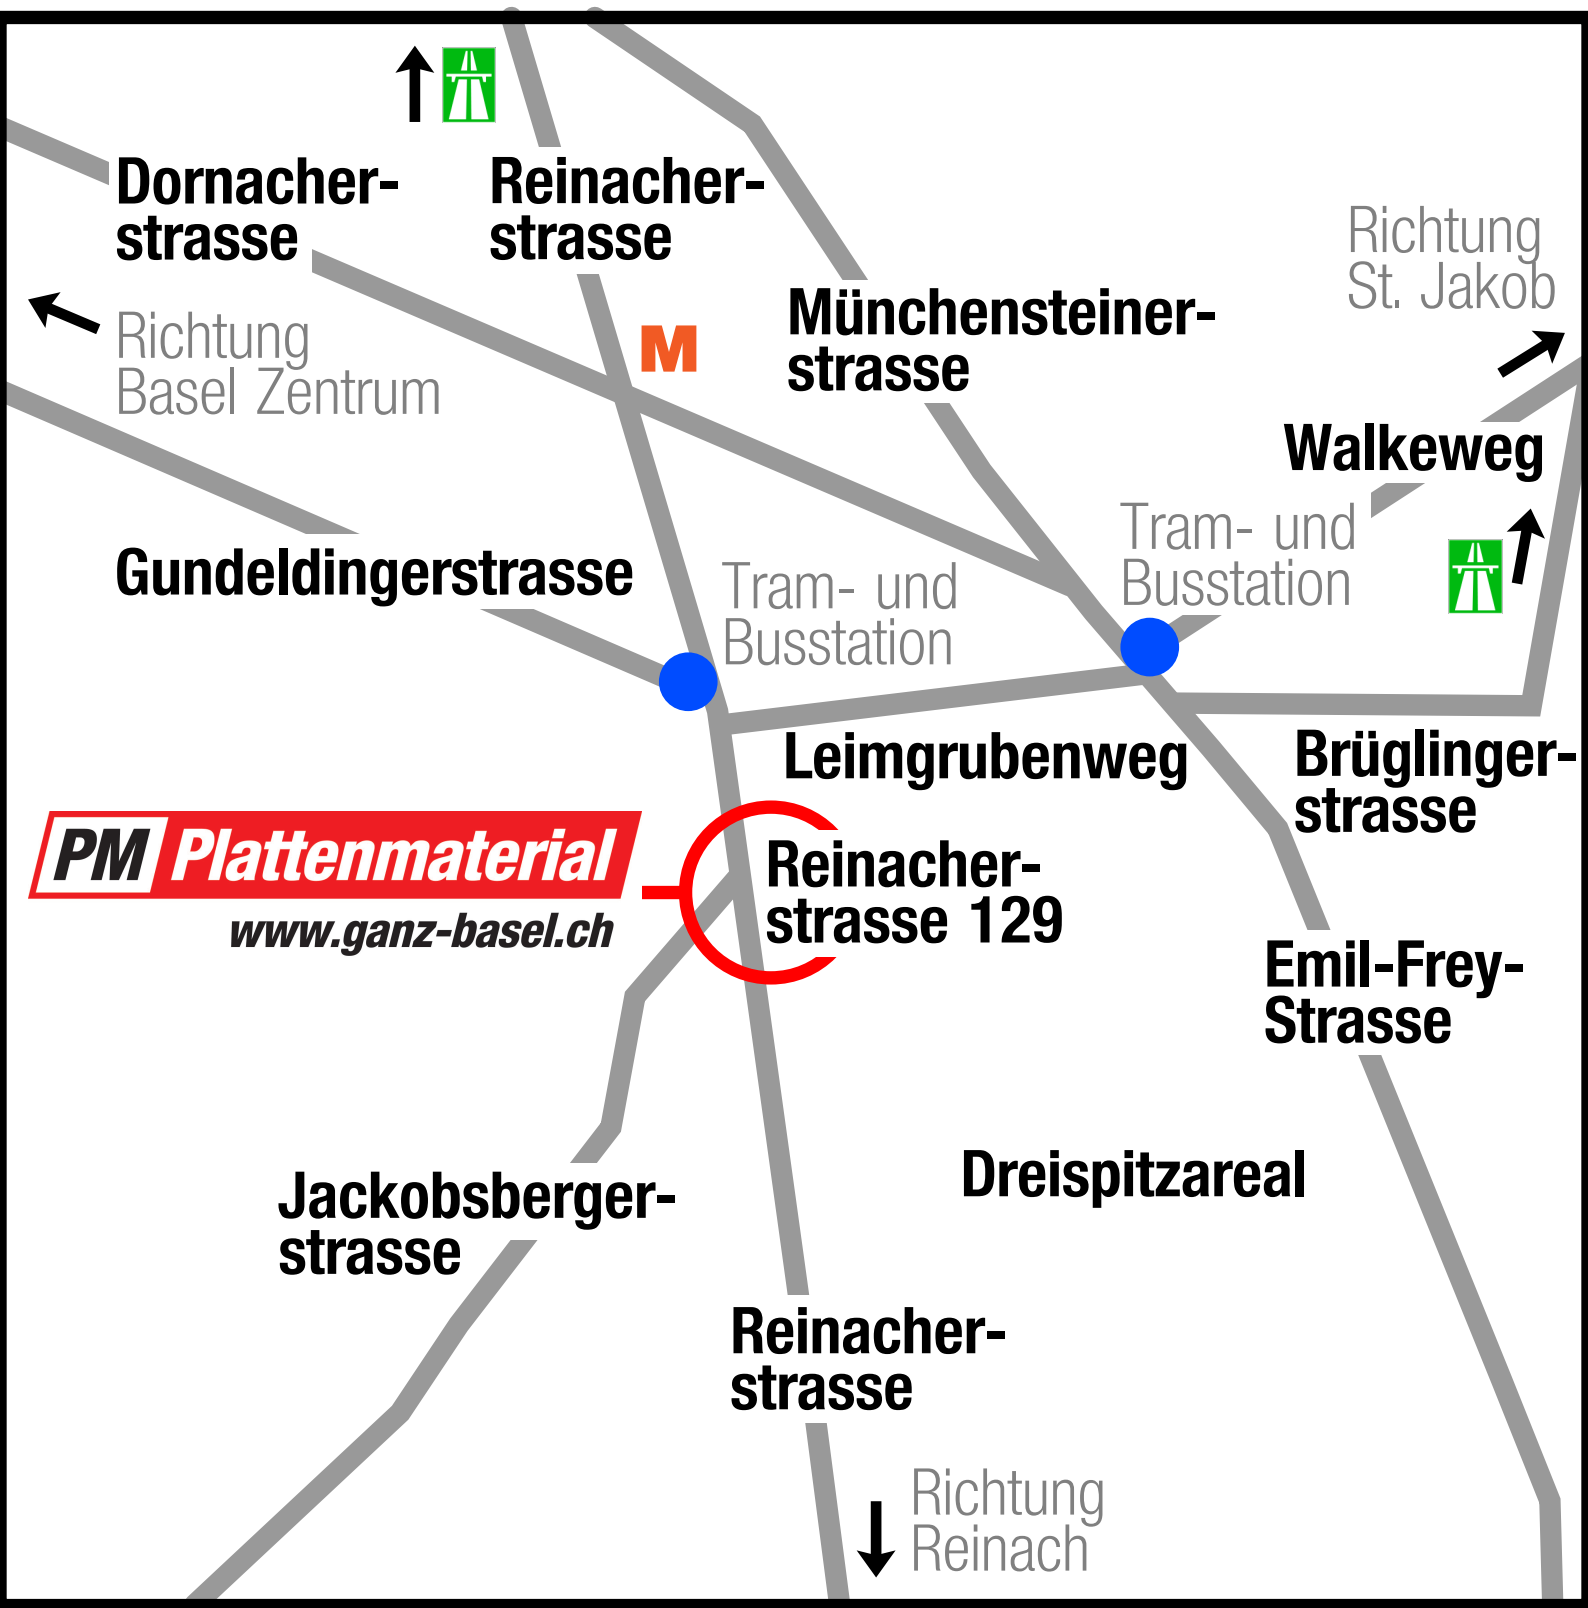 Dornacher-
strasse
Reinacher-
strasse
Richtung
St. Jakob
Münchensteiner-
strasse
Richtung
Basel Zentrum
M
Walkeweg
Tram- und
Busstation
Gundeldingerstrasse
Tram- und
Busstation
Leimgrubenweg
Brüglinger-
strasse
PM Plattenmaterial
www.ganz-basel.ch
Reinacher-
strasse 129
Emil-Frey-
Strasse
Dreispitzareal
Jackobsberger-
strasse
Reinacher-
strasse
Richtung
Reinach